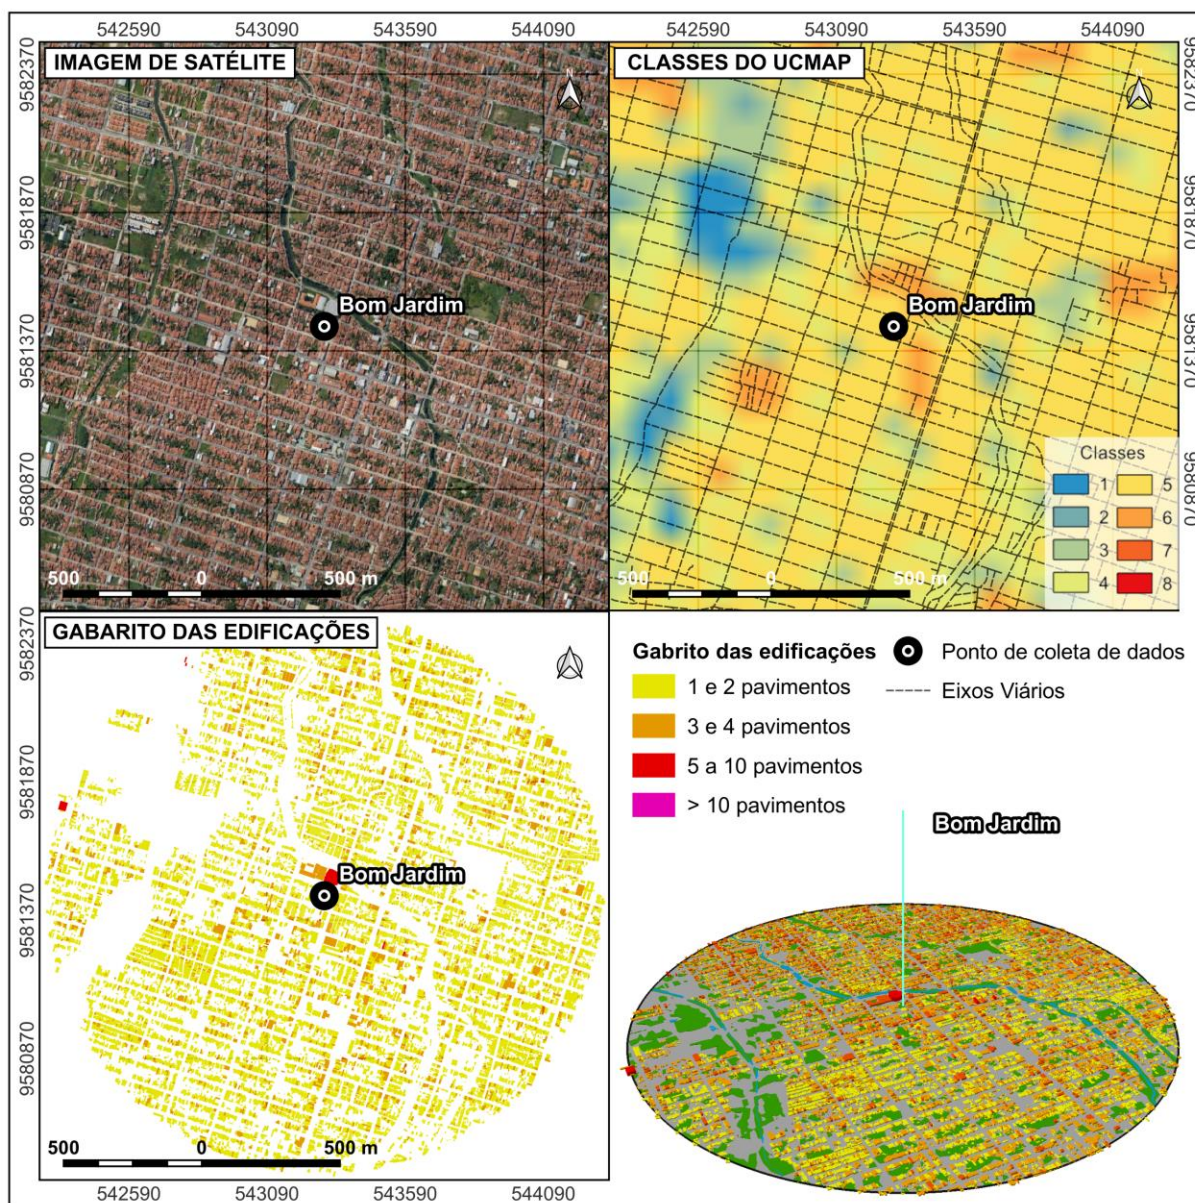 542590 543090 543590 544090 542590 543090 543590 544090
9582370
9581870
9581370
9580870
IMAGEM DE SATÉLITE
N
Bom Jardim
500 0 500 m
CLASSES DO UCMAP
N
Bom Jardim
Classes
1 5
2 6
3 7
4 8
500 0 500 m
9582370
9581870
9581370
9580870
9582370
9581870
9581370
9580870
GABARITO DAS EDIFICAÇÕES
Bom Jardim
500 0 500 m
542590 543090 543590 544090
Gabrito das edificações
1 e 2 pavimentos
3 e 4 pavimentos
5 a 10 pavimentos
> 10 pavimentos
Ponto de coleta de dados
Eixos Viários
Bom Jardim